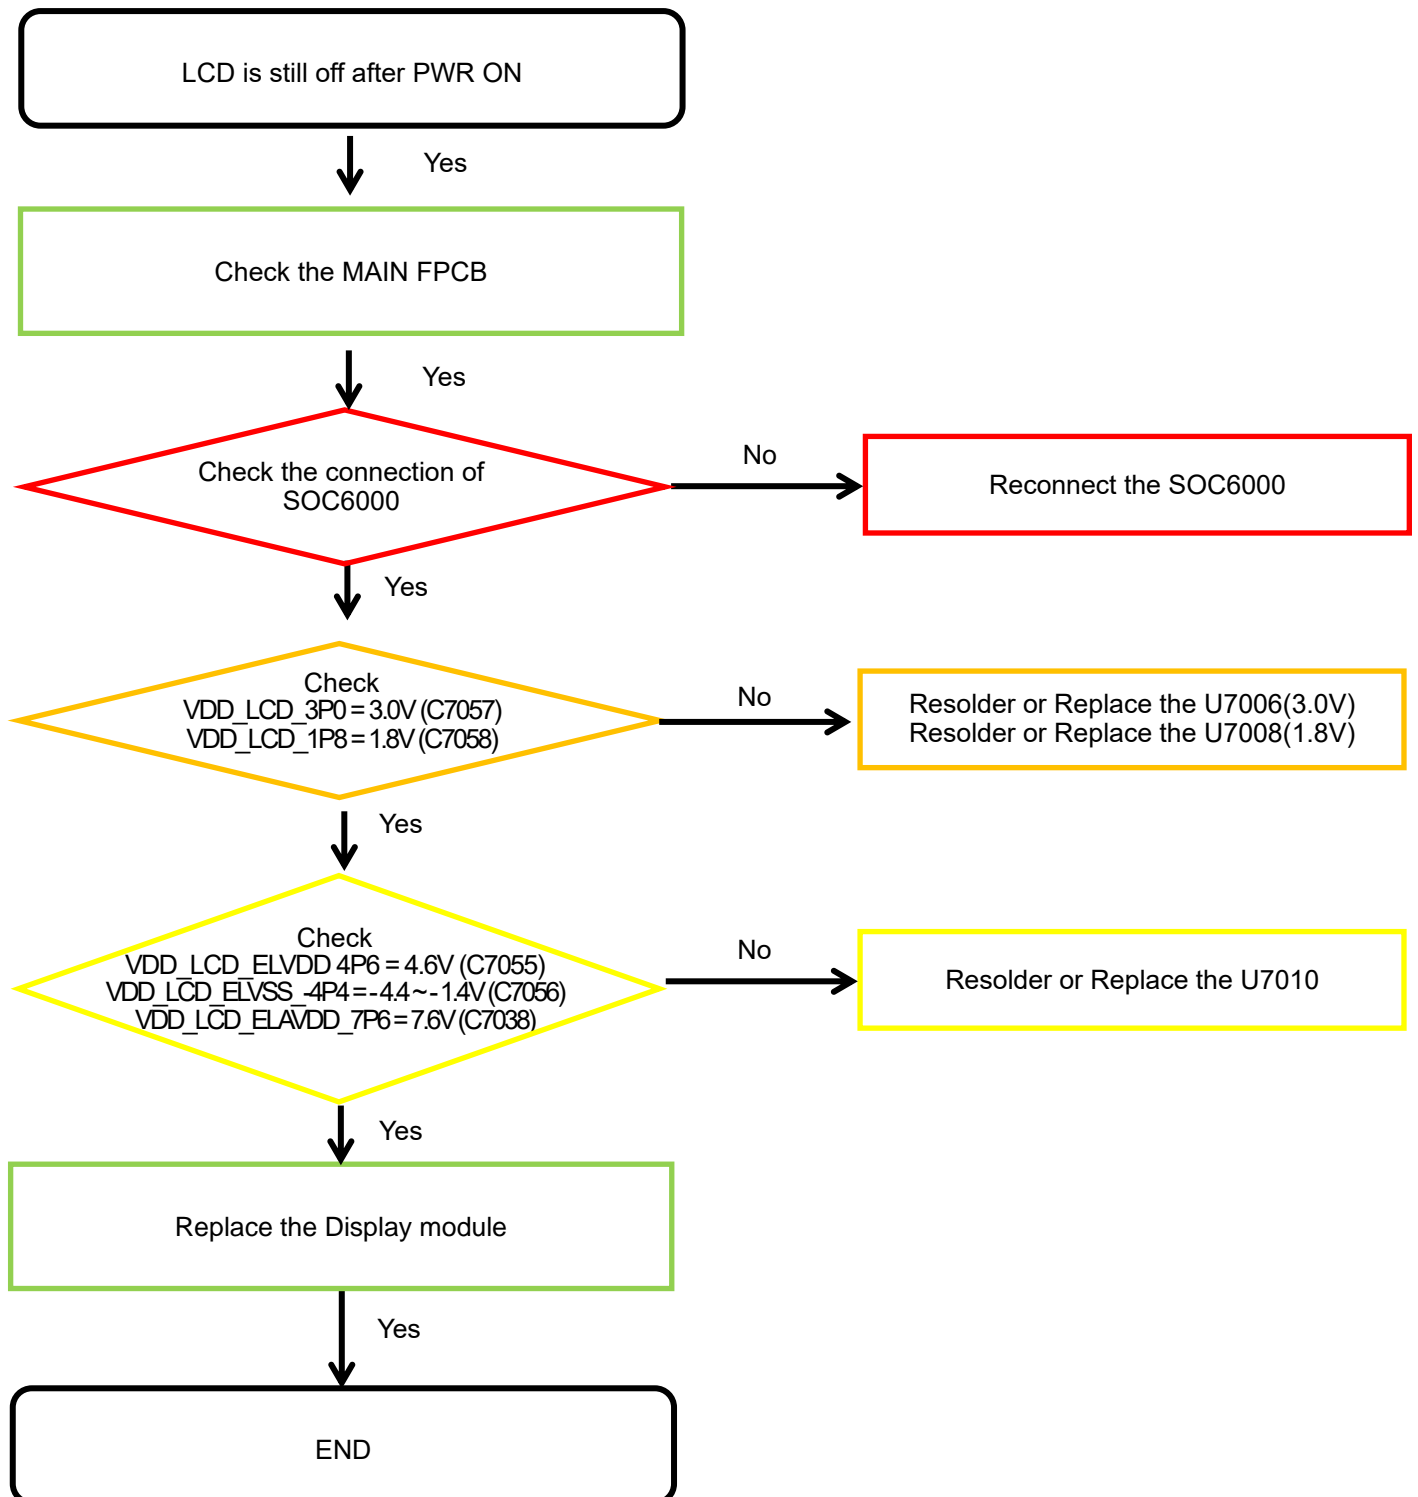 LCD is still off after PWR ON
Yes
Check the MAIN FPCB
Yes
Check the connection of
SOC6000
No
Reconnect the SOC6000
Yes
Check
VDD_LCD_3P0 = 3.0V (C7057)
VDD_LCD_1P8 = 1.8V (C7058)
No
Resolder or Replace the U7006(3.0V)
Resolder or Replace the U7008(1.8V)
Yes
Check
VDD_LCD_ELVDD 4P6 = 4.6V (C7055)
VDD_LCD_ELVSS_-4P4 = - 4.4 ~ - 1.4V (C7056)
VDD_LCD_ELAVDD_7P6 = 7.6V (C7038)
No
Resolder or Replace the U7010
Yes
Replace the Display module
Yes
END